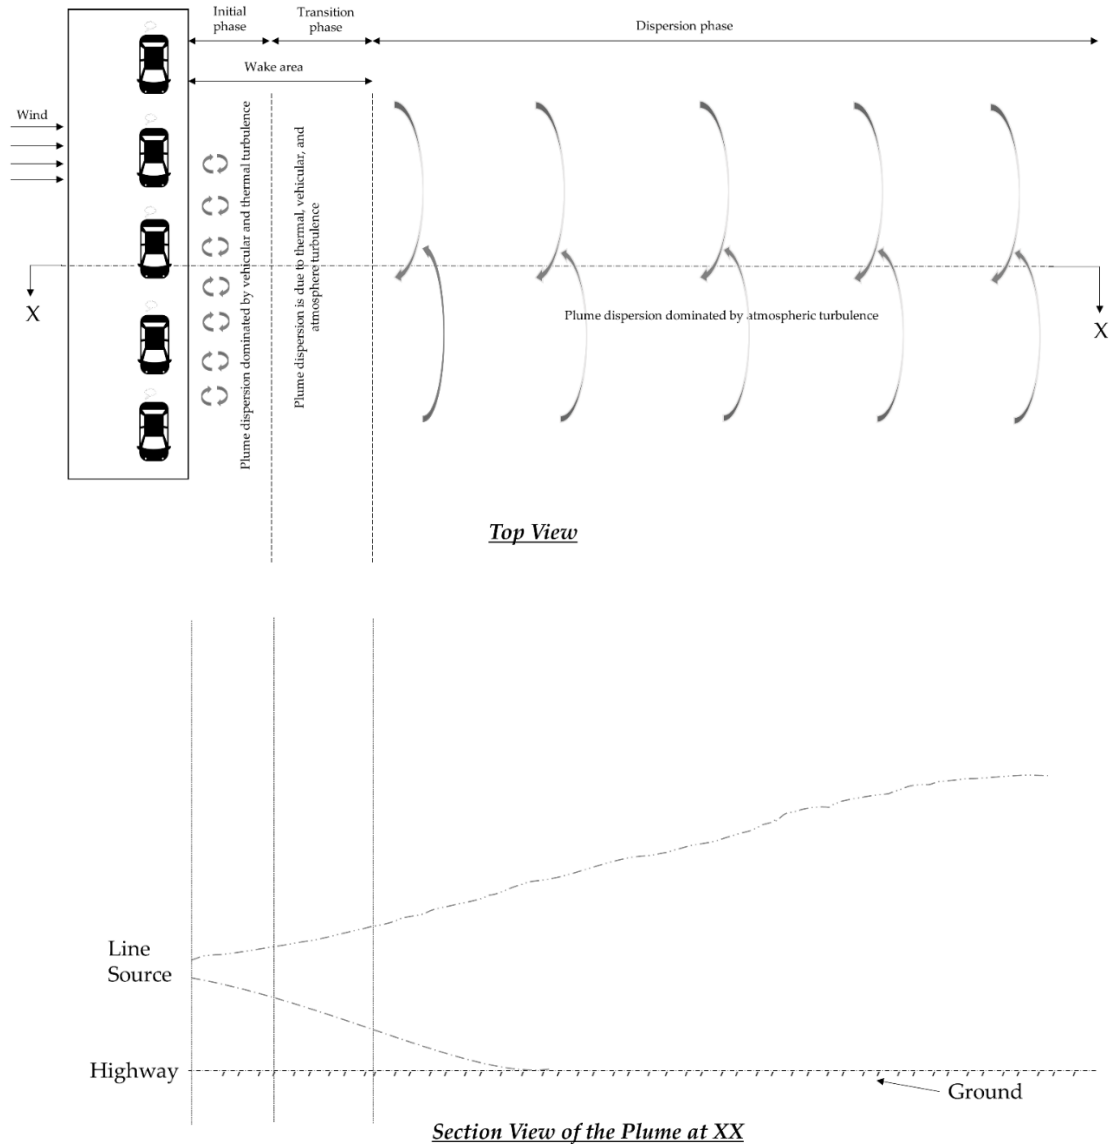 Initial
phase
Transition
phase
Dispersion phase
Wake area
Wind
Plume dispersion dominated by vehicular and thermal turbulence
Plume dispersion is due to thermal, vehicular, and
atmosphere turbulence
X
Plume dispersion dominated by atmospheric turbulence
X
Top View
Line
Source
Highway
Ground
Section View of the Plume at XX